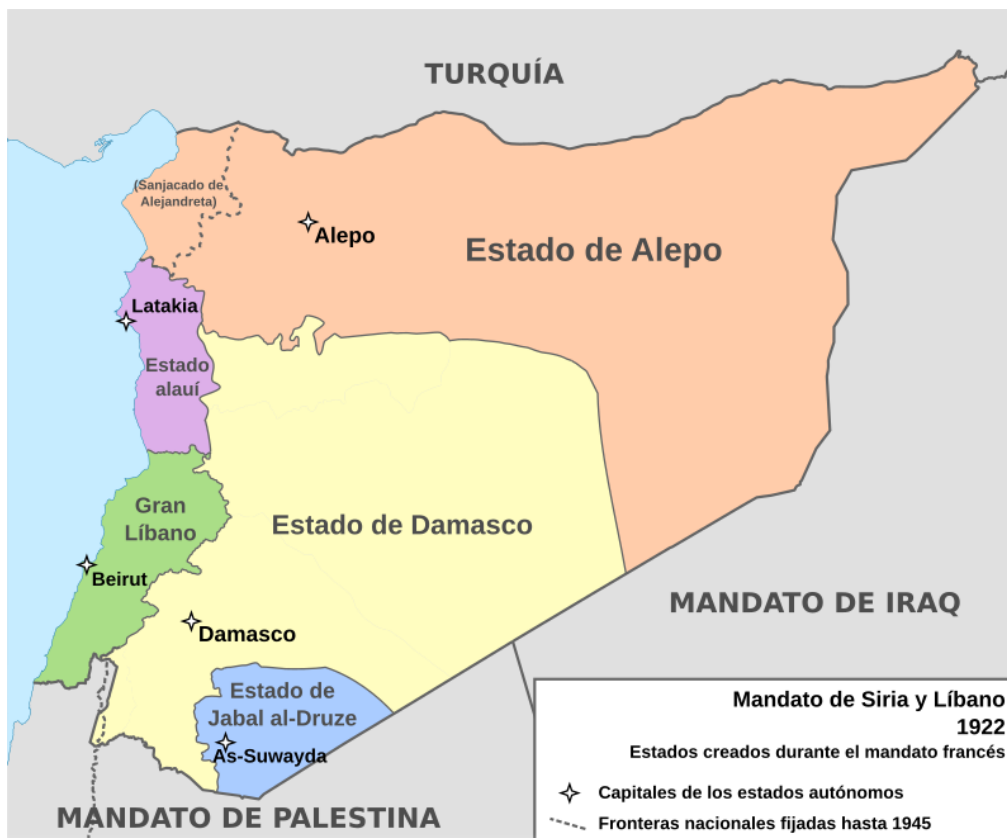 TURQUÍA
(Sanjacado de
Alejandreta)
Alepo
Estado de Alepo
Latakia
Estado
alauí
Gran
Líbano
Estado de Damasco
Beirut
MANDATO DE IRAQ
Damasco
Estado de
Jabal al-Druze
As-Suwayda
MANDATO DE PALESTINA
Mandato de Siria y Líbano
1922
Estados creados durante el mandato francés
Capitales de los estados autónomos
Fronteras nacionales fijadas hasta 1945